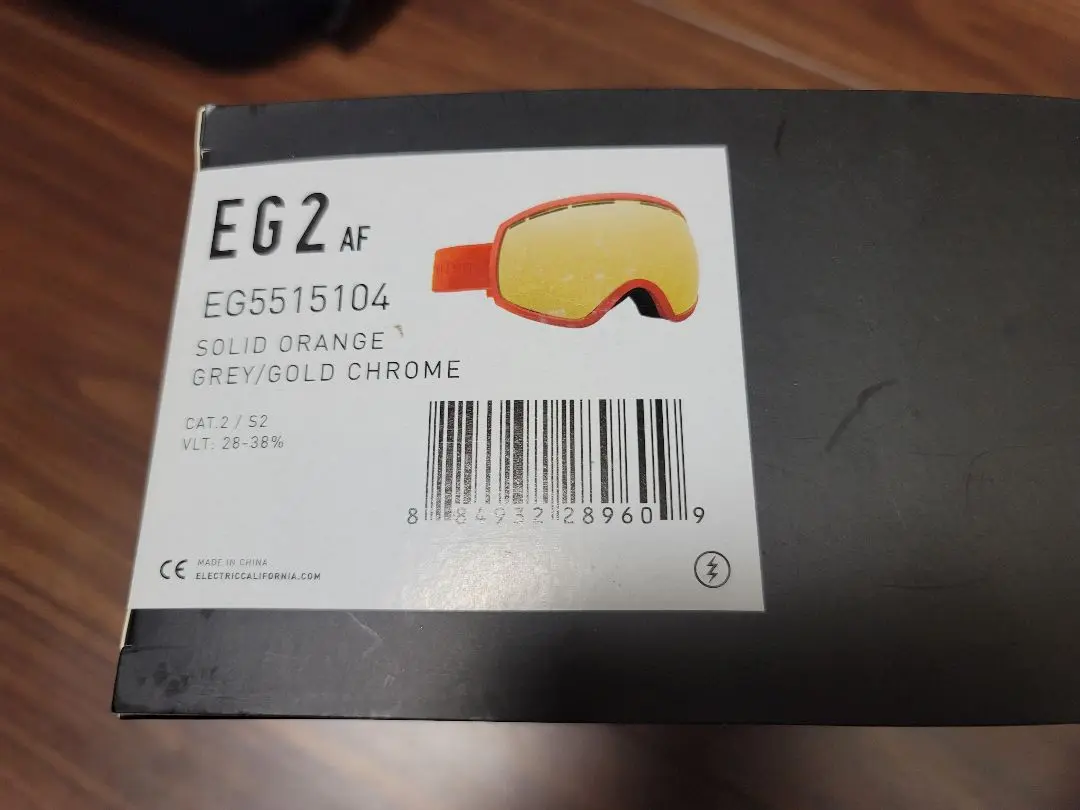 EG2 AF
EG5515104
SOLID ORANGE
GREY/GOLD CHROME
CAT.2 / S2
VLT: 28-38%
8 84932 28960 9
CE MADE IN CHINA
ELECTRICCALIFORNIA.COM